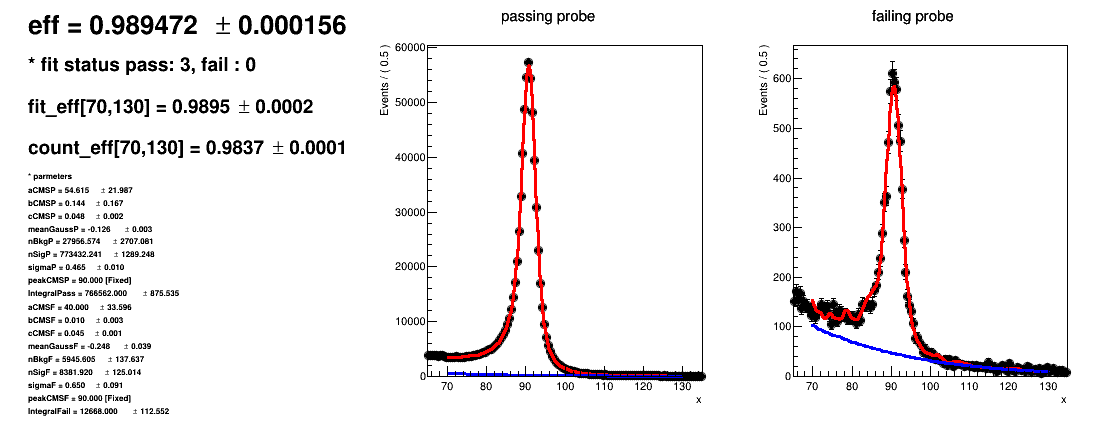 eff = 0.989472 ± 0.000156
* fit status pass: 3, fail : 0
fit_eff[70,130] = 0.9895 ± 0.0002
count_eff[70,130] = 0.9837 ± 0.0001
* parmeters
aCMSP = 54.615 ± 21.987
bCMSP = 0.144 ± 0.167
cCMSP = 0.048 ± 0.002
meanGaussP = -0.126 ± 0.003
nBkgP = 27956.574 ± 2707.081
nSigP = 773432.241 ± 1289.248
sigmaP = 0.465 ± 0.010
peakCMSP = 90.000 [Fixed]
IntegralPass = 766562.000 ± 875.535
aCMSF = 40.000 ± 33.596
bCMSF = 0.010 ± 0.003
cCMSF = 0.045 ± 0.001
meanGaussF = -0.248 ± 0.039
nBkgF = 5945.605 ± 137.637
nSigF = 8381.920 ± 125.014
sigmaF = 0.650 ± 0.091
peakCMSF = 90.000 [Fixed]
IntegralFail = 12668.000 ± 112.552
passing probe
Events / ( 0.5 )
60000
50000
40000
30000
20000
10000
0
70 80 90 100 110 120 130
x
failing probe
Events / ( 0.5 )
600
500
400
300
200
100
0
70 80 90 100 110 120 130
x